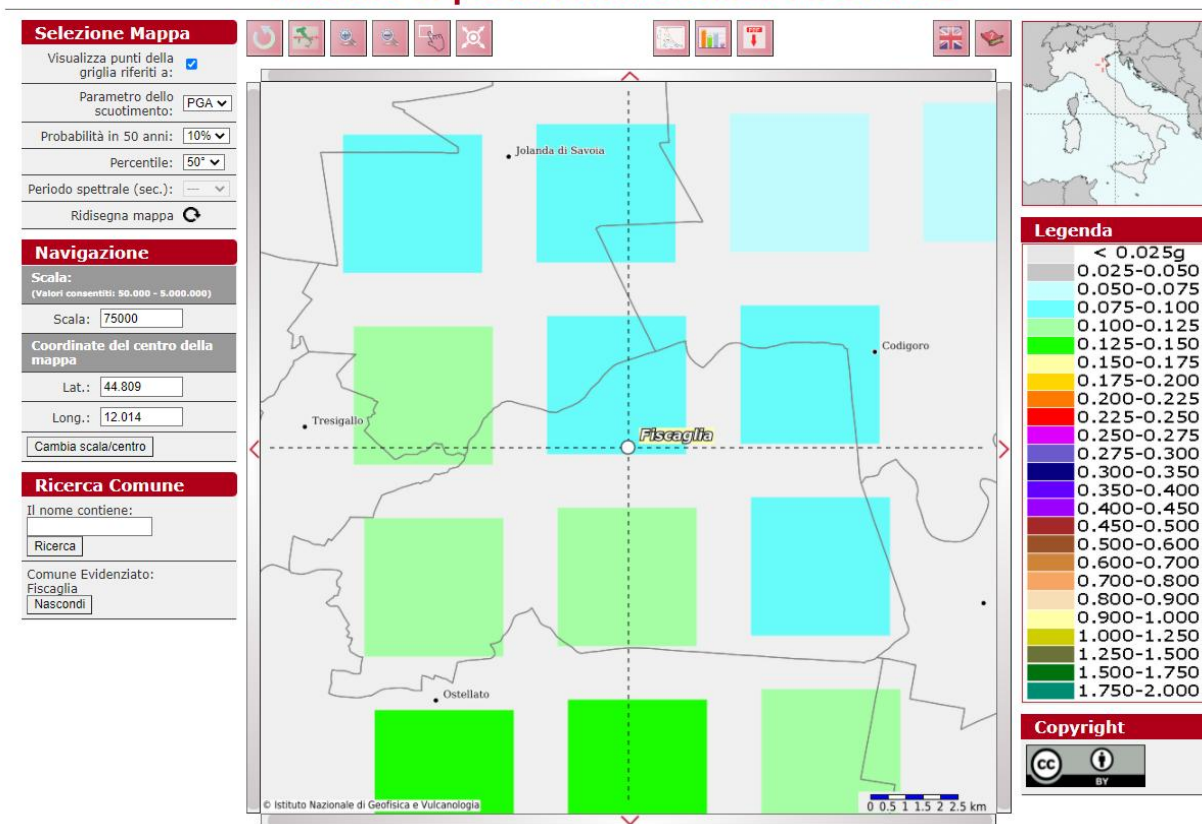 Selezione Mappa
Visualizza punti della
griglia riferiti a:
Parametro dello
scuotimento:
PGA
Probabilità in 50 anni:
10%
Percentile:
50°
Periodo spettrale (sec.):
---
Ridisegna mappa
Navigazione
Scala:
(Valori consentiti: 50.000 - 5.000.000)
Scala:
75000
Coordinate del centro della
mappa
Lat.:
44.809
Long.:
12.014
Cambia scala/centro
Ricerca Comune
Il nome contiene:
Ricerca
Comune Evidenziato:
Fiscaglia
Nascondi
PDF
Jolanda di Savoia
Codigoro
Tresigallo
Fiscaglia
Ostellato
© Istituto Nazionale di Geofisica e Vulcanologia
0 0.5 1 1.5 2 2.5 km
Legenda
< 0.025g
0.025-0.050
0.050-0.075
0.075-0.100
0.100-0.125
0.125-0.150
0.150-0.175
0.175-0.200
0.200-0.225
0.225-0.250
0.250-0.275
0.275-0.300
0.300-0.350
0.350-0.400
0.400-0.450
0.450-0.500
0.500-0.600
0.600-0.700
0.700-0.800
0.800-0.900
0.900-1.000
1.000-1.250
1.250-1.500
1.500-1.750
1.750-2.000
Copyright
cc
BY